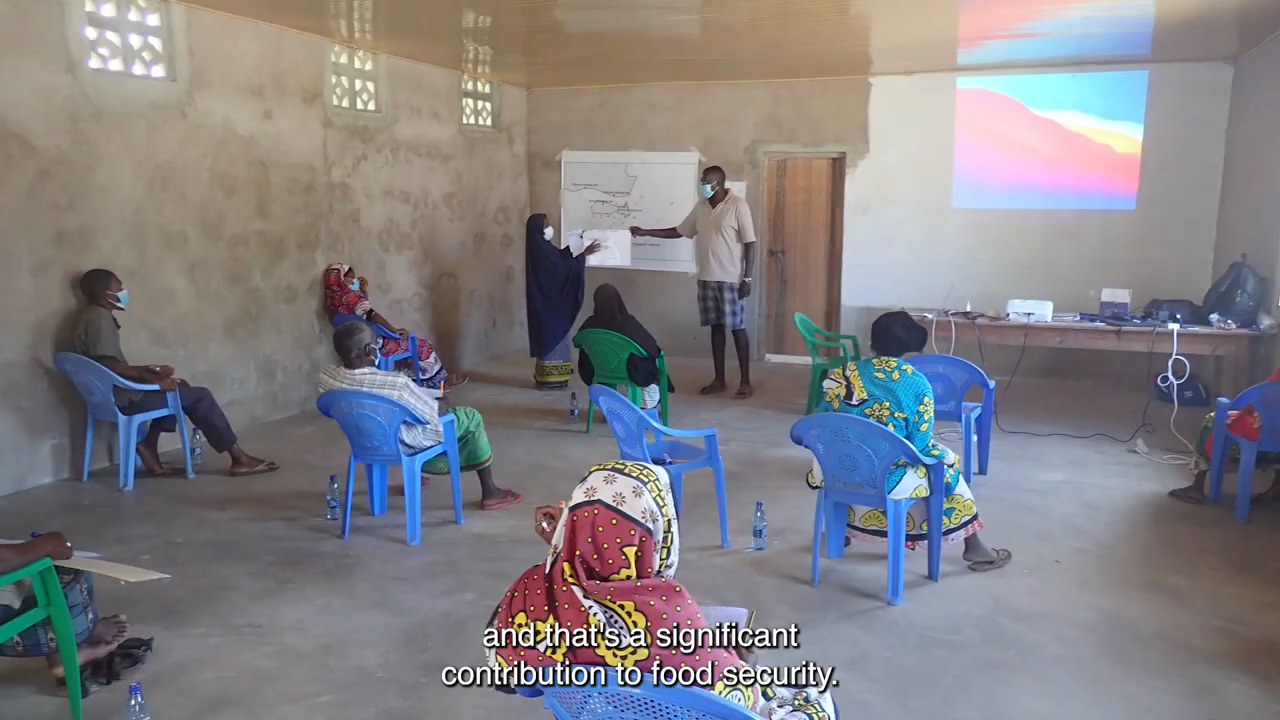 and that's a significant
contribution to food security.